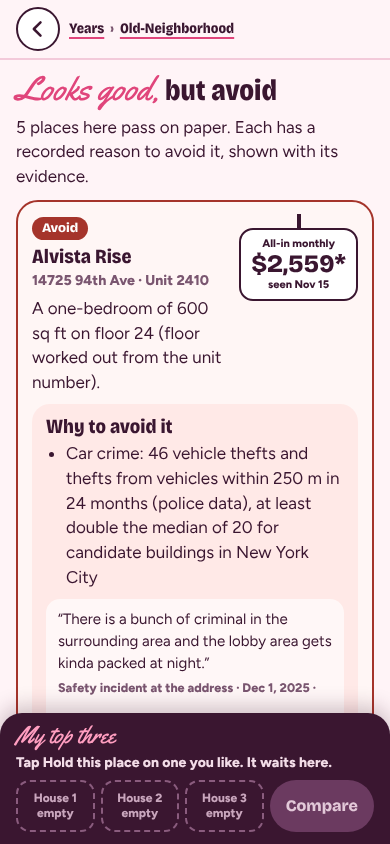 Years › Old-Neighborhood
Looks good, but avoid
5 places here pass on paper. Each has a
recorded reason to avoid it, shown with its
evidence.
Avoid
Alvista Rise
14725 94th Ave · Unit 2410
A one-bedroom of 600
sq ft on floor 24 (floor
worked out from the unit
number).
All-in monthly
$2,559*
seen Nov 15
Why to avoid it
• Car crime: 46 vehicle thefts and
thefts from vehicles within 250 m in
24 months (police data), at least
double the median of 20 for
candidate buildings in New York
City
“There is a bunch of criminal in the
surrounding area and the lobby area gets
kinda packed at night.”
Safety incident at the address · Dec 1, 2025 ·
My top three
Tap Hold this place on one you like. It waits here.
House 1
empty
House 2
empty
House 3
empty
Compare